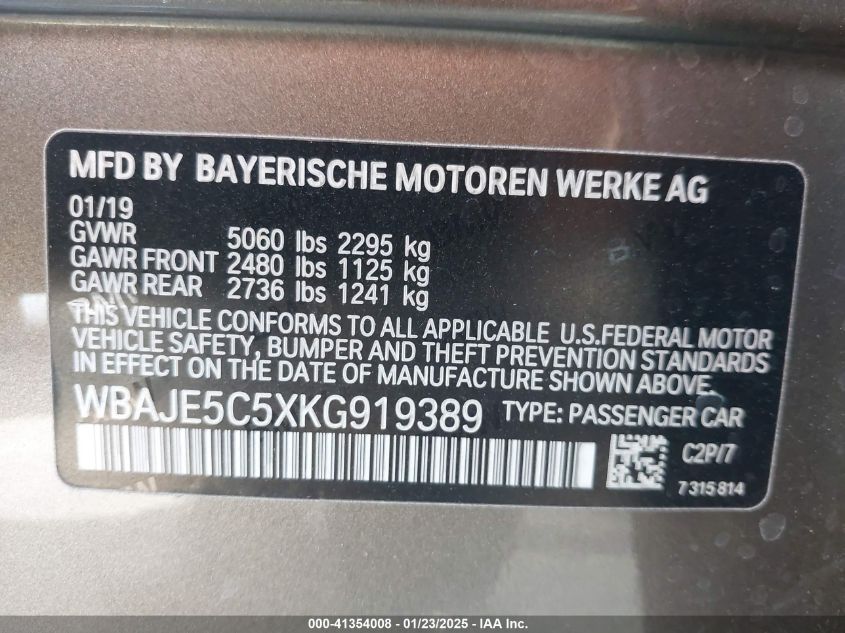 MFD BY BAYERISCHE MOTOREN WERKE AG
01/19
GVWR 5060 lbs 2295 kg
GAWR FRONT 2480 lbs 1125 kg
GAWR REAR 2736 lbs 1241 kg
THIS VEHICLE CONFORMS TO ALL APPLICABLE U.S.FEDERAL MOTOR
VEHICLE SAFETY, BUMPER AND THEFT PREVENTION STANDARDS
IN EFFECT ON THE DATE OF MANUFACTURE SHOWN ABOVE.
WBAJE5C5XKG919389 TYPE: PASSENGER CAR
C2P/7
7315814
000-41354008 - 01/23/2025 - IAA Inc.